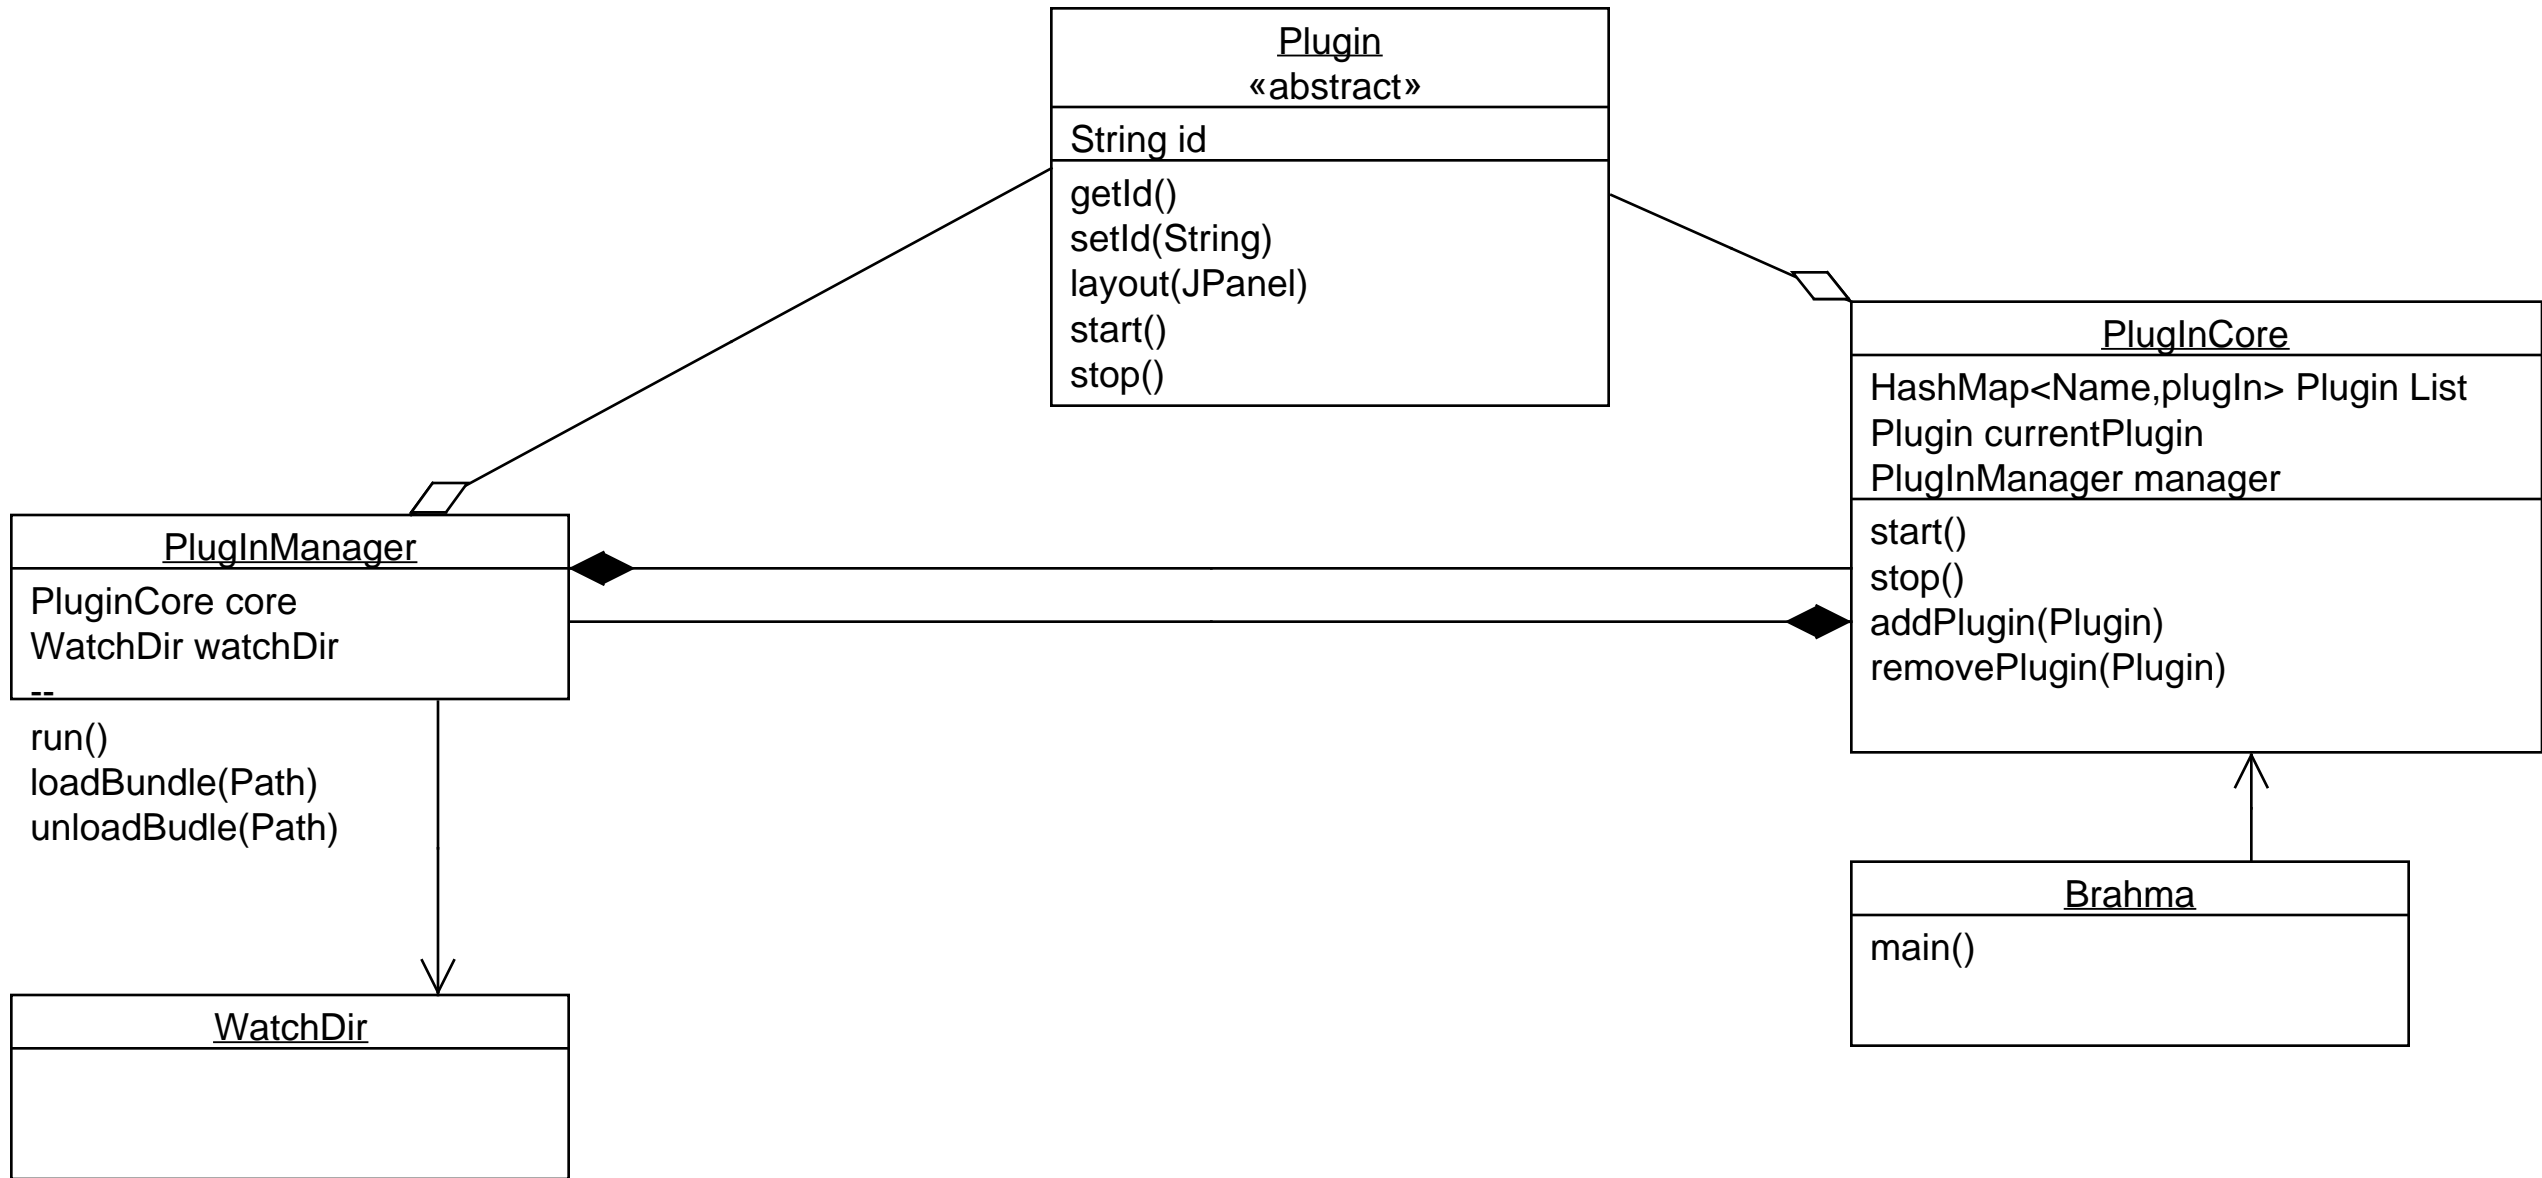 Plugin
«abstract»
String id
getId()
setId(String)
layout(JPanel)
start()
stop()
PlugInCore
HashMap<Name,plugIn> Plugin List
Plugin currentPlugin
PlugInManager manager
start()
stop()
addPlugin(Plugin)
removePlugin(Plugin)
PlugInManager
PluginCore core
WatchDir watchDir
--
run()
loadBundle(Path)
unloadBudle(Path)
Brahma
main()
WatchDir